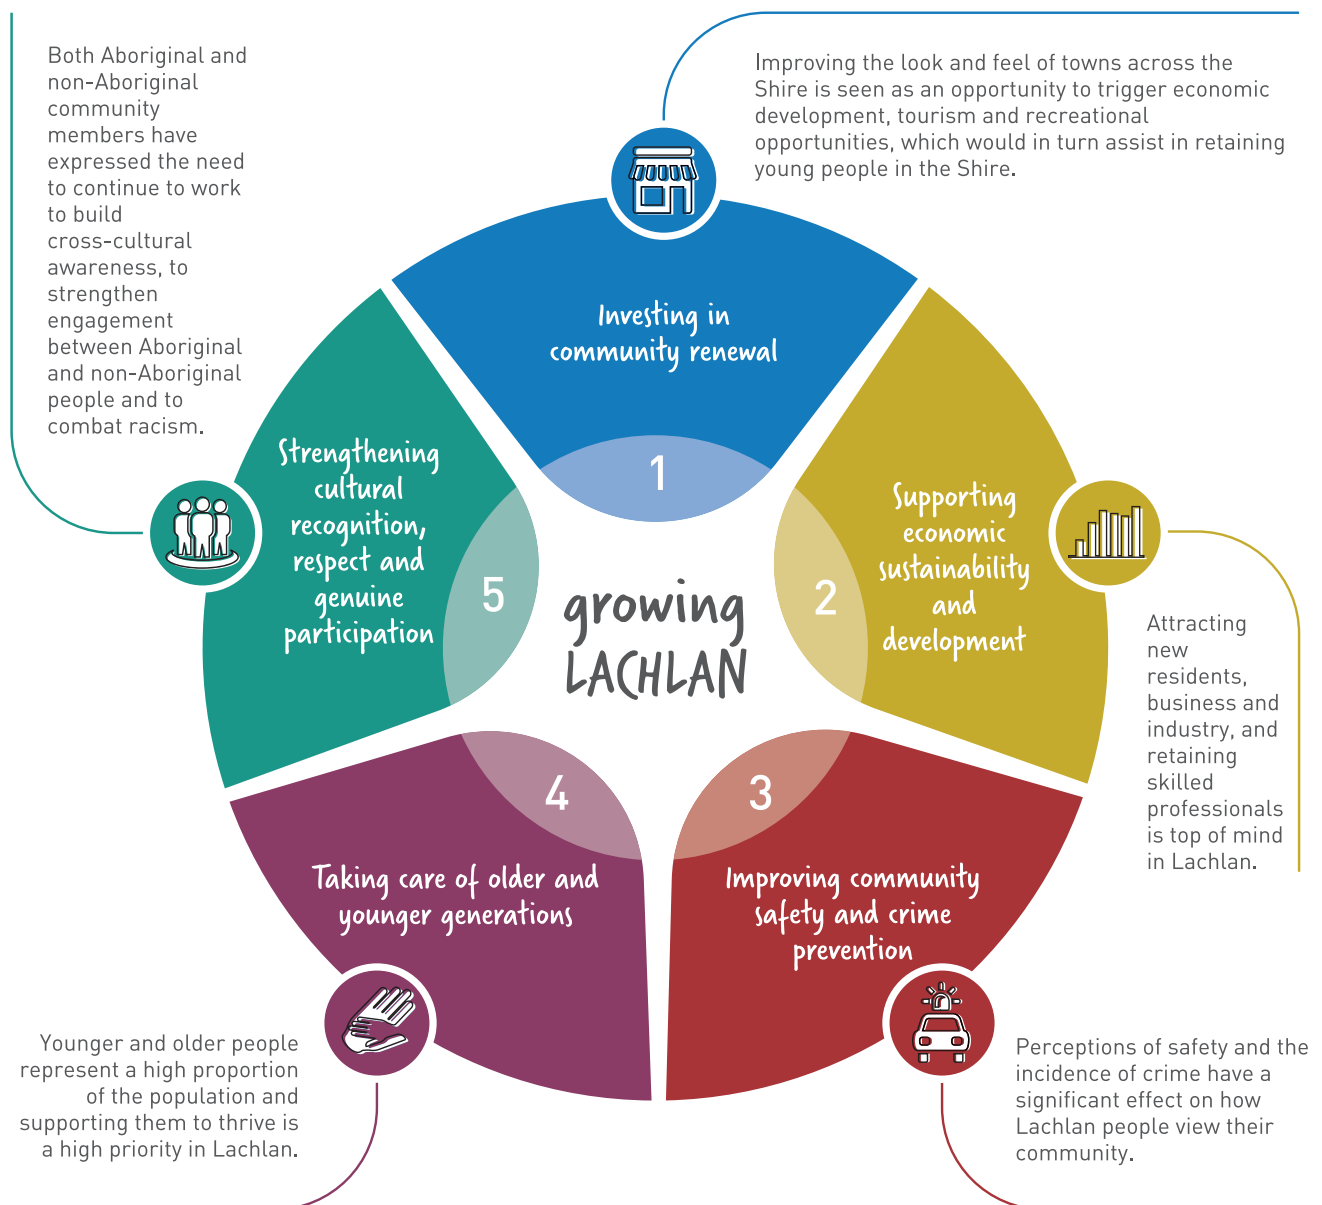 Both Aboriginal and
non-Aboriginal
community
members have
expressed the need
to continue to work
to build
cross-cultural
awareness, to
strengthen
engagement
between Aboriginal
and non-Aboriginal
people and to
combat racism.
Improving the look and feel of towns across the
Shire is seen as an opportunity to trigger economic
development, tourism and recreational
opportunities, which would in turn assist in retaining
young people in the Shire.
Investing in
community renewal
1
Supporting
economic
sustainability
and
development
2
Attracting
new
residents,
business and
industry, and
retaining
skilled
professionals
is top of mind
in Lachlan.
Strengthening
cultural
recognition,
respect and
genuine
participation
5
growing
LACHLAN
4
Taking care of older and
younger generations
3
Improving community
safety and crime
prevention
Younger and older people
represent a high proportion
of the population and
supporting them to thrive is
a high priority in Lachlan.
Perceptions of safety and the
incidence of crime have a
significant effect on how
Lachlan people view their
community.